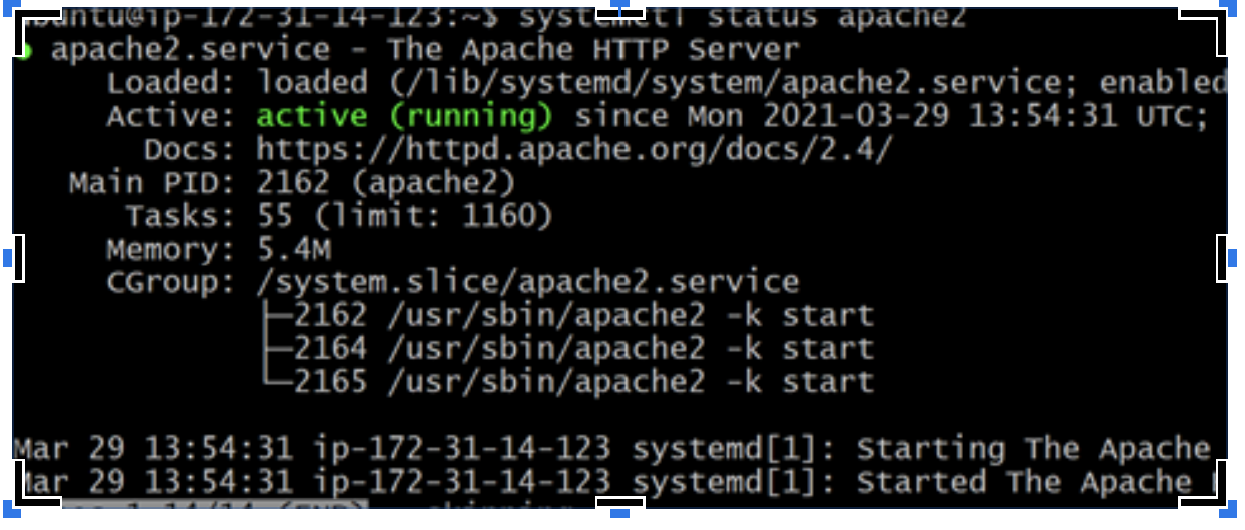 ubuntu@ip-172-31-14-123:~$ systemctl status apache2
● apache2.service - The Apache HTTP Server
Loaded: loaded (/lib/systemd/system/apache2.service; enabled
Active: active (running) since Mon 2021-03-29 13:54:31 UTC;
Docs: https://httpd.apache.org/docs/2.4/
Main PID: 2162 (apache2)
Tasks: 55 (limit: 1160)
Memory: 5.4M
CGroup: /system.slice/apache2.service
├─2162 /usr/sbin/apache2 -k start
├─2164 /usr/sbin/apache2 -k start
└─2165 /usr/sbin/apache2 -k start
Mar 29 13:54:31 ip-172-31-14-123 systemd[1]: Starting The Apache
Mar 29 13:54:31 ip-172-31-14-123 systemd[1]: Started The Apache